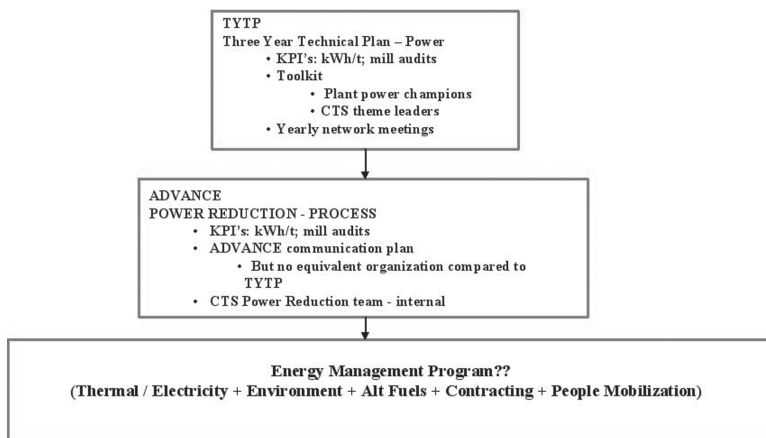 TYTP
Three Year Technical Plan – Power
• KPI's: kWh/t; mill audits
• Toolkit
• Plant power champions
• CTS theme leaders
• Yearly network meetings
ADVANCE
POWER REDUCTION - PROCESS
• KPI's: kWh/t; mill audits
• ADVANCE communication plan
• But no equivalent organization compared to
TYTP
• CTS Power Reduction team - internal
Energy Management Program??
(Thermal / Electricity + Environment + Alt Fuels + Contracting + People Mobilization)